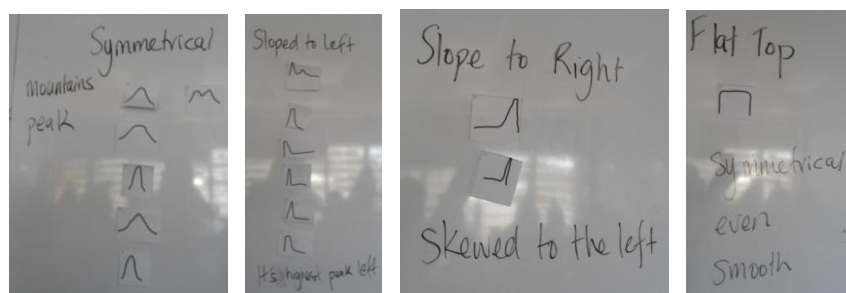 Symmetrical
mountains
peak
Sloped to left
Its highest peak left
Slope to Right
Skewed to the left
Flat Top
Symmetrical
even
smooth